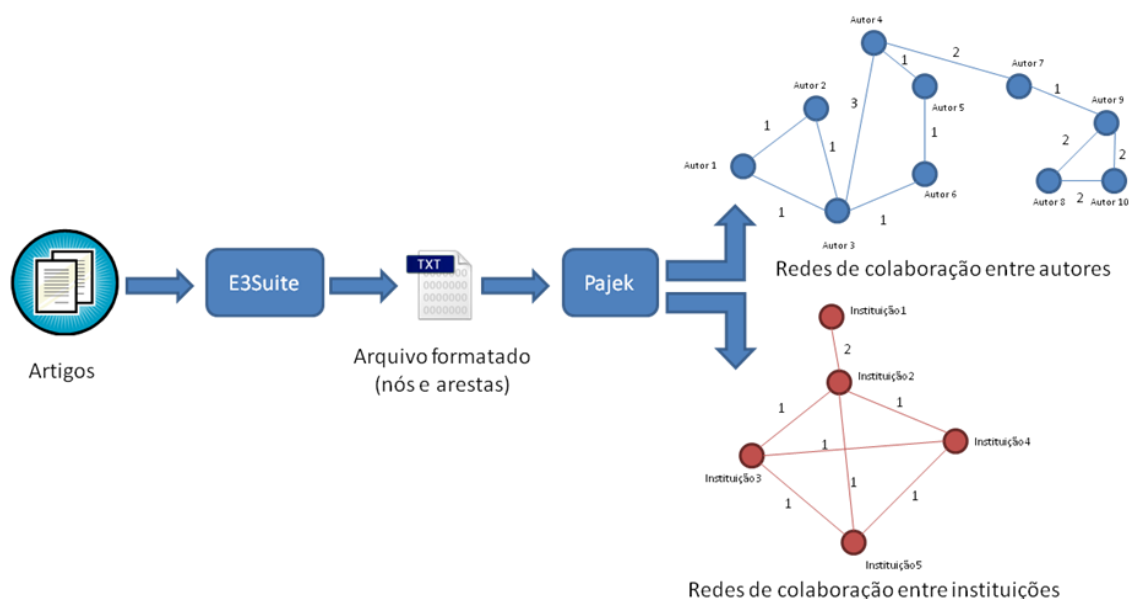 Artigos
E3Suite
TXT
Arquivo formatado
(nós e arestas)
Pajek
Autor 4
2
Autor 7
1
1
Autor 9
Autor 2
3
Autor 5
1
1
1
2
2
Autor 1
Autor 6
Autor 8
2
Autor 10
1
1
Autor 3
Redes de colaboração entre autores
Instituição1
2
Instituição2
1
1
1
Instituição4
Instituição3
1
1
1
Instituição5
Redes de colaboração entre instituições